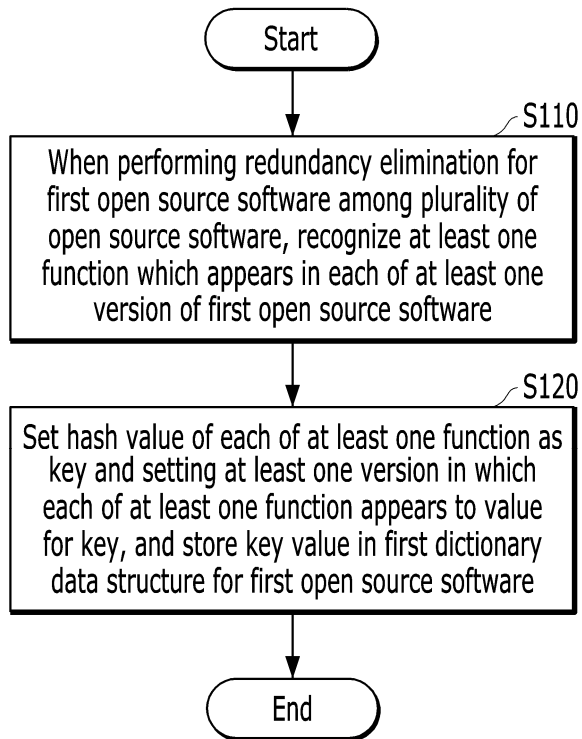 Start
S110
When performing redundancy elimination for
first open source software among plurality of
open source software, recognize at least one
function which appears in each of at least one
version of first open source software
S120
Set hash value of each of at least one function as
key and setting at least one version in which
each of at least one function appears to value
for key, and store key value in first dictionary
data structure for first open source software
End